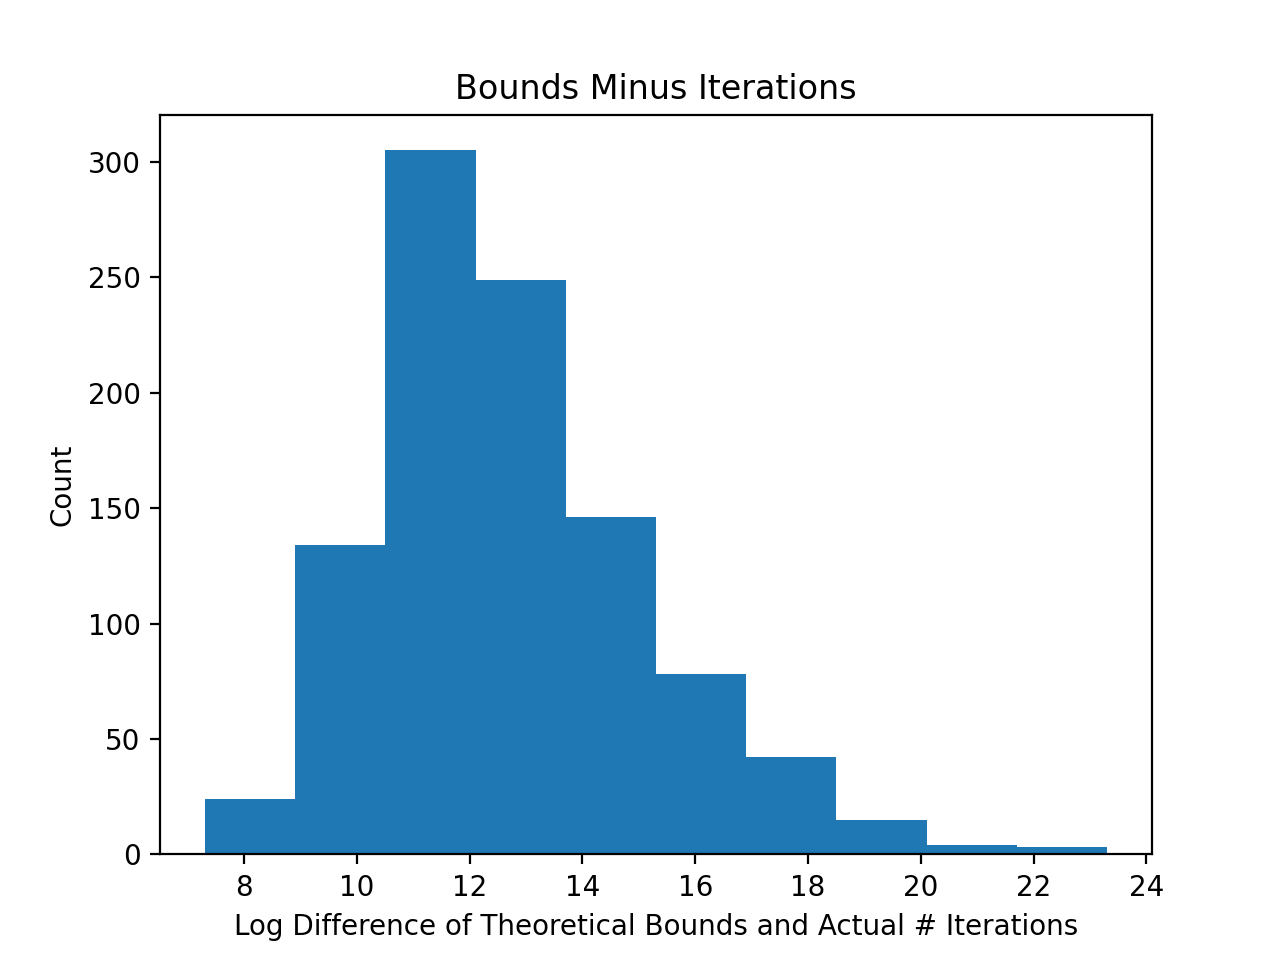 Bounds Minus Iterations
300
250
200
150
100
50
0
Count
8 10 12 14 16 18 20 22 24
Log Difference of Theoretical Bounds and Actual # Iterations